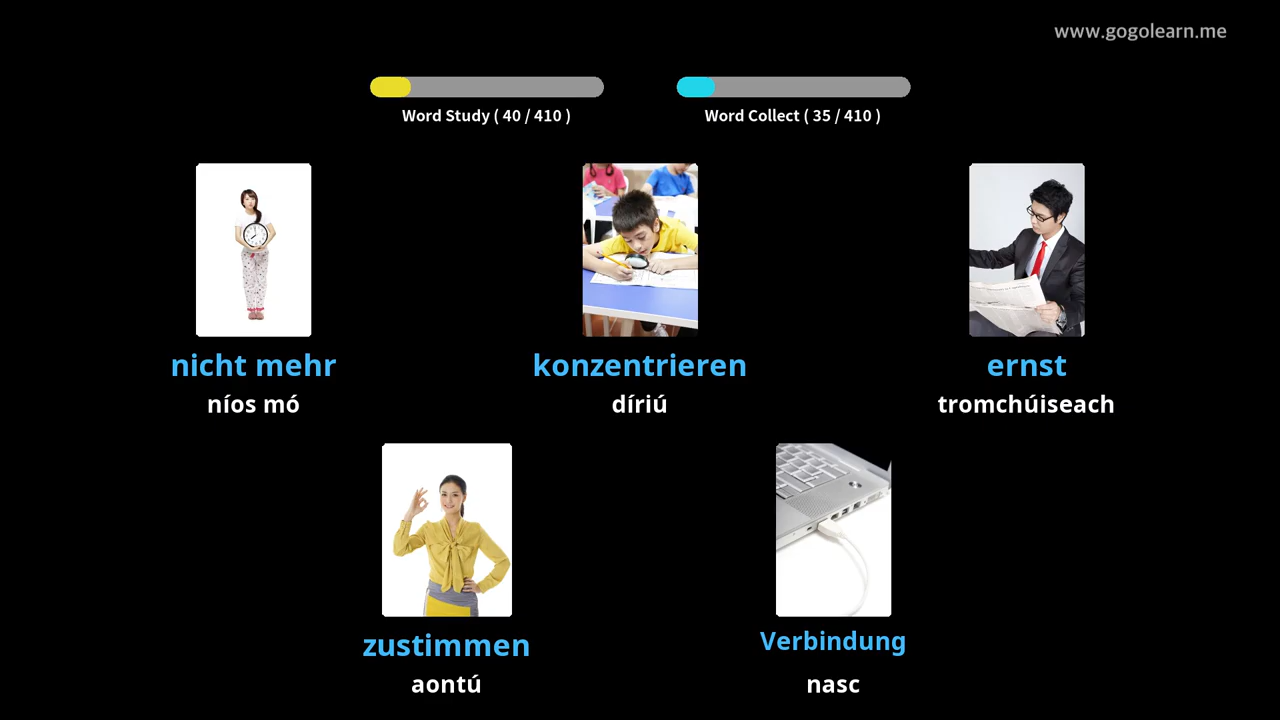 www.gogolearn.me
Word Study ( 40 / 410 )
Word Collect ( 35 / 410 )
nicht mehr
níos mó
konzentrieren
díriú
ernst
tromchúiseach
zustimmen
aontú
Verbindung
nasc